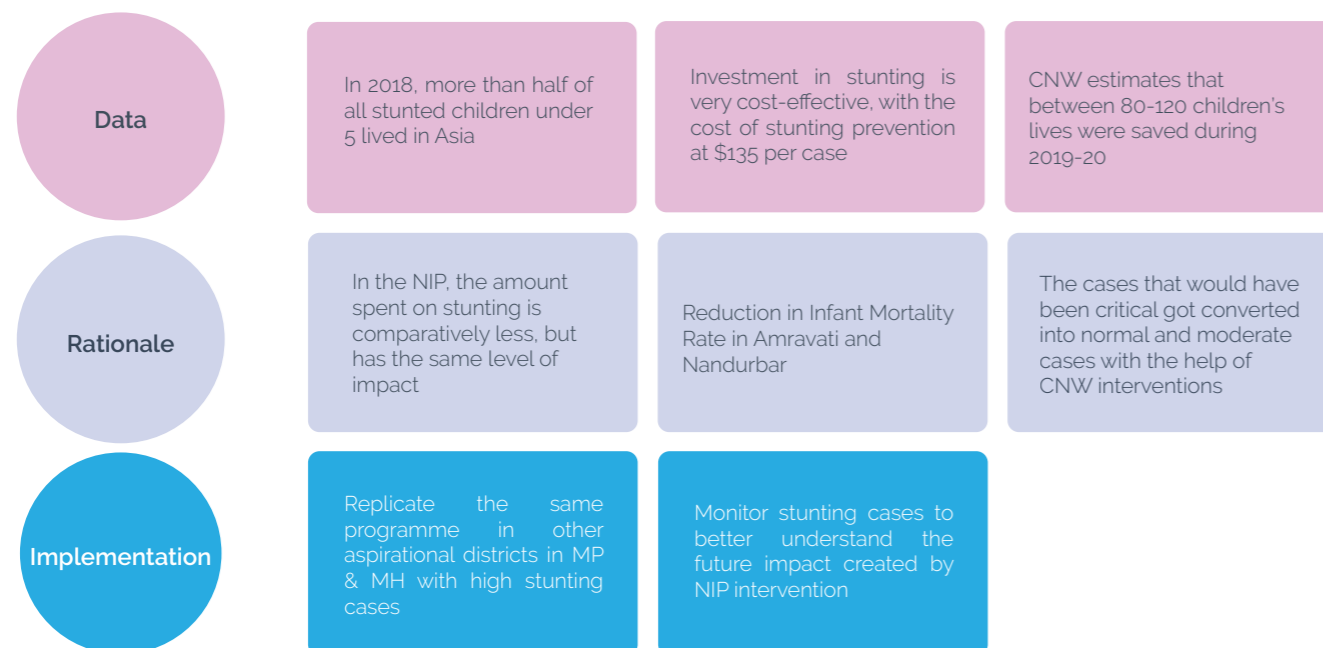 Data
In 2018, more than half of
all stunted children under
5 lived in Asia
Investment in stunting is
very cost-effective, with the
cost of stunting prevention
at $135 per case
CNW estimates that
between 80-120 children's
lives were saved during
2019-20
Rationale
In the NIP, the amount
spent on stunting is
comparatively less, but
has the same level of
impact
Reduction in Infant Mortality
Rate in Amravati and
Nandurbar
The cases that would have
been critical got converted
into normal and moderate
cases with the help of
CNW interventions
Implementation
Replicate the same
programme in other
aspirational districts in MP
& MH with high stunting
cases
Monitor stunting cases to
better understand the
future impact created by
NIP intervention